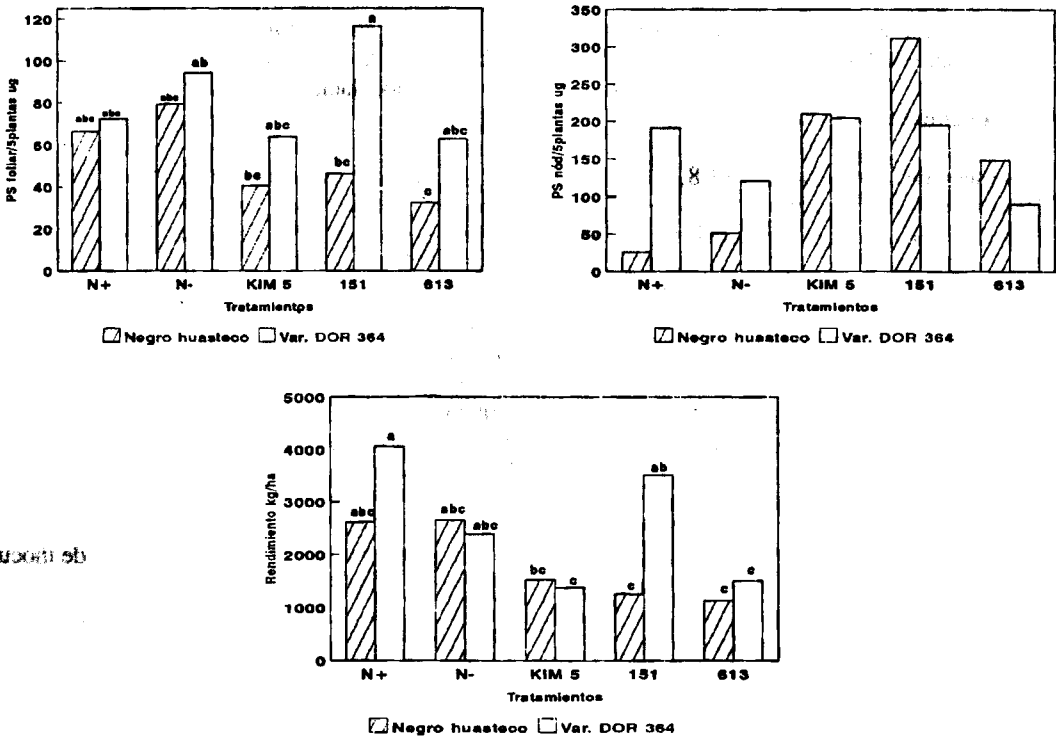 PS foliar/5plantas ug
120
100
80
60
40
20
0
abc
abc
abc
ab
bc
abc
bc
a
c
abc
N+ N- KIM 5 151 613
Tratamientos
Negro huasteco Var. DOR 364
PS nód/5plantas ug
350
300
250
200
150
100
50
0
N+ N- KIM 5 151 613
Tratamientos
Negro huasteco Var. DOR 364
Rendimiento kg/ha
5000
4000
3000
2000
1000
0
abc
a
abc
abc
bc
c
c
ab
c
c
N+ N- KIM 5 151 613
Tratamientos
Negro huasteco Var. DOR 364